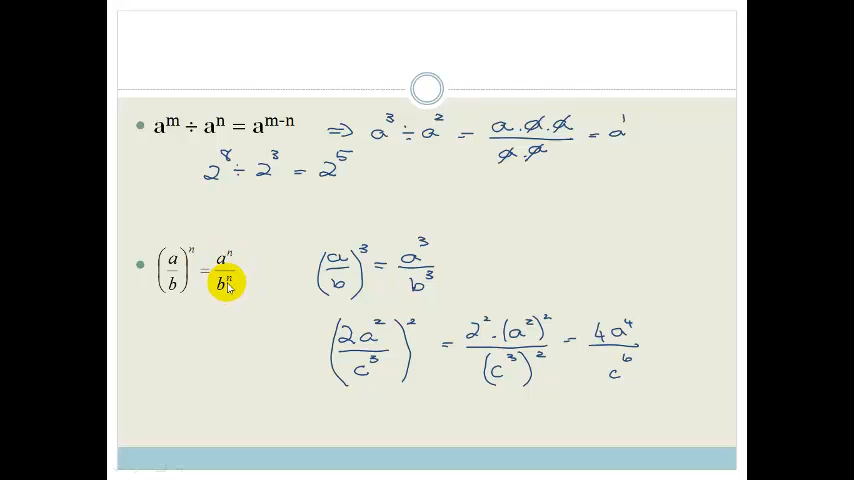 aᵐ ÷ aⁿ = aᵐ⁻ⁿ ⇒ a³ ÷ a² = (a·a·a)/(a·a) = a¹
2⁸ ÷ 2³ = 2⁵
(a/b)ⁿ = aⁿ/bⁿ (a/b)³ = a³/b³
(2a²/c³)² = (2²·(a²)²)/(c³)² = 4a⁴/c⁶